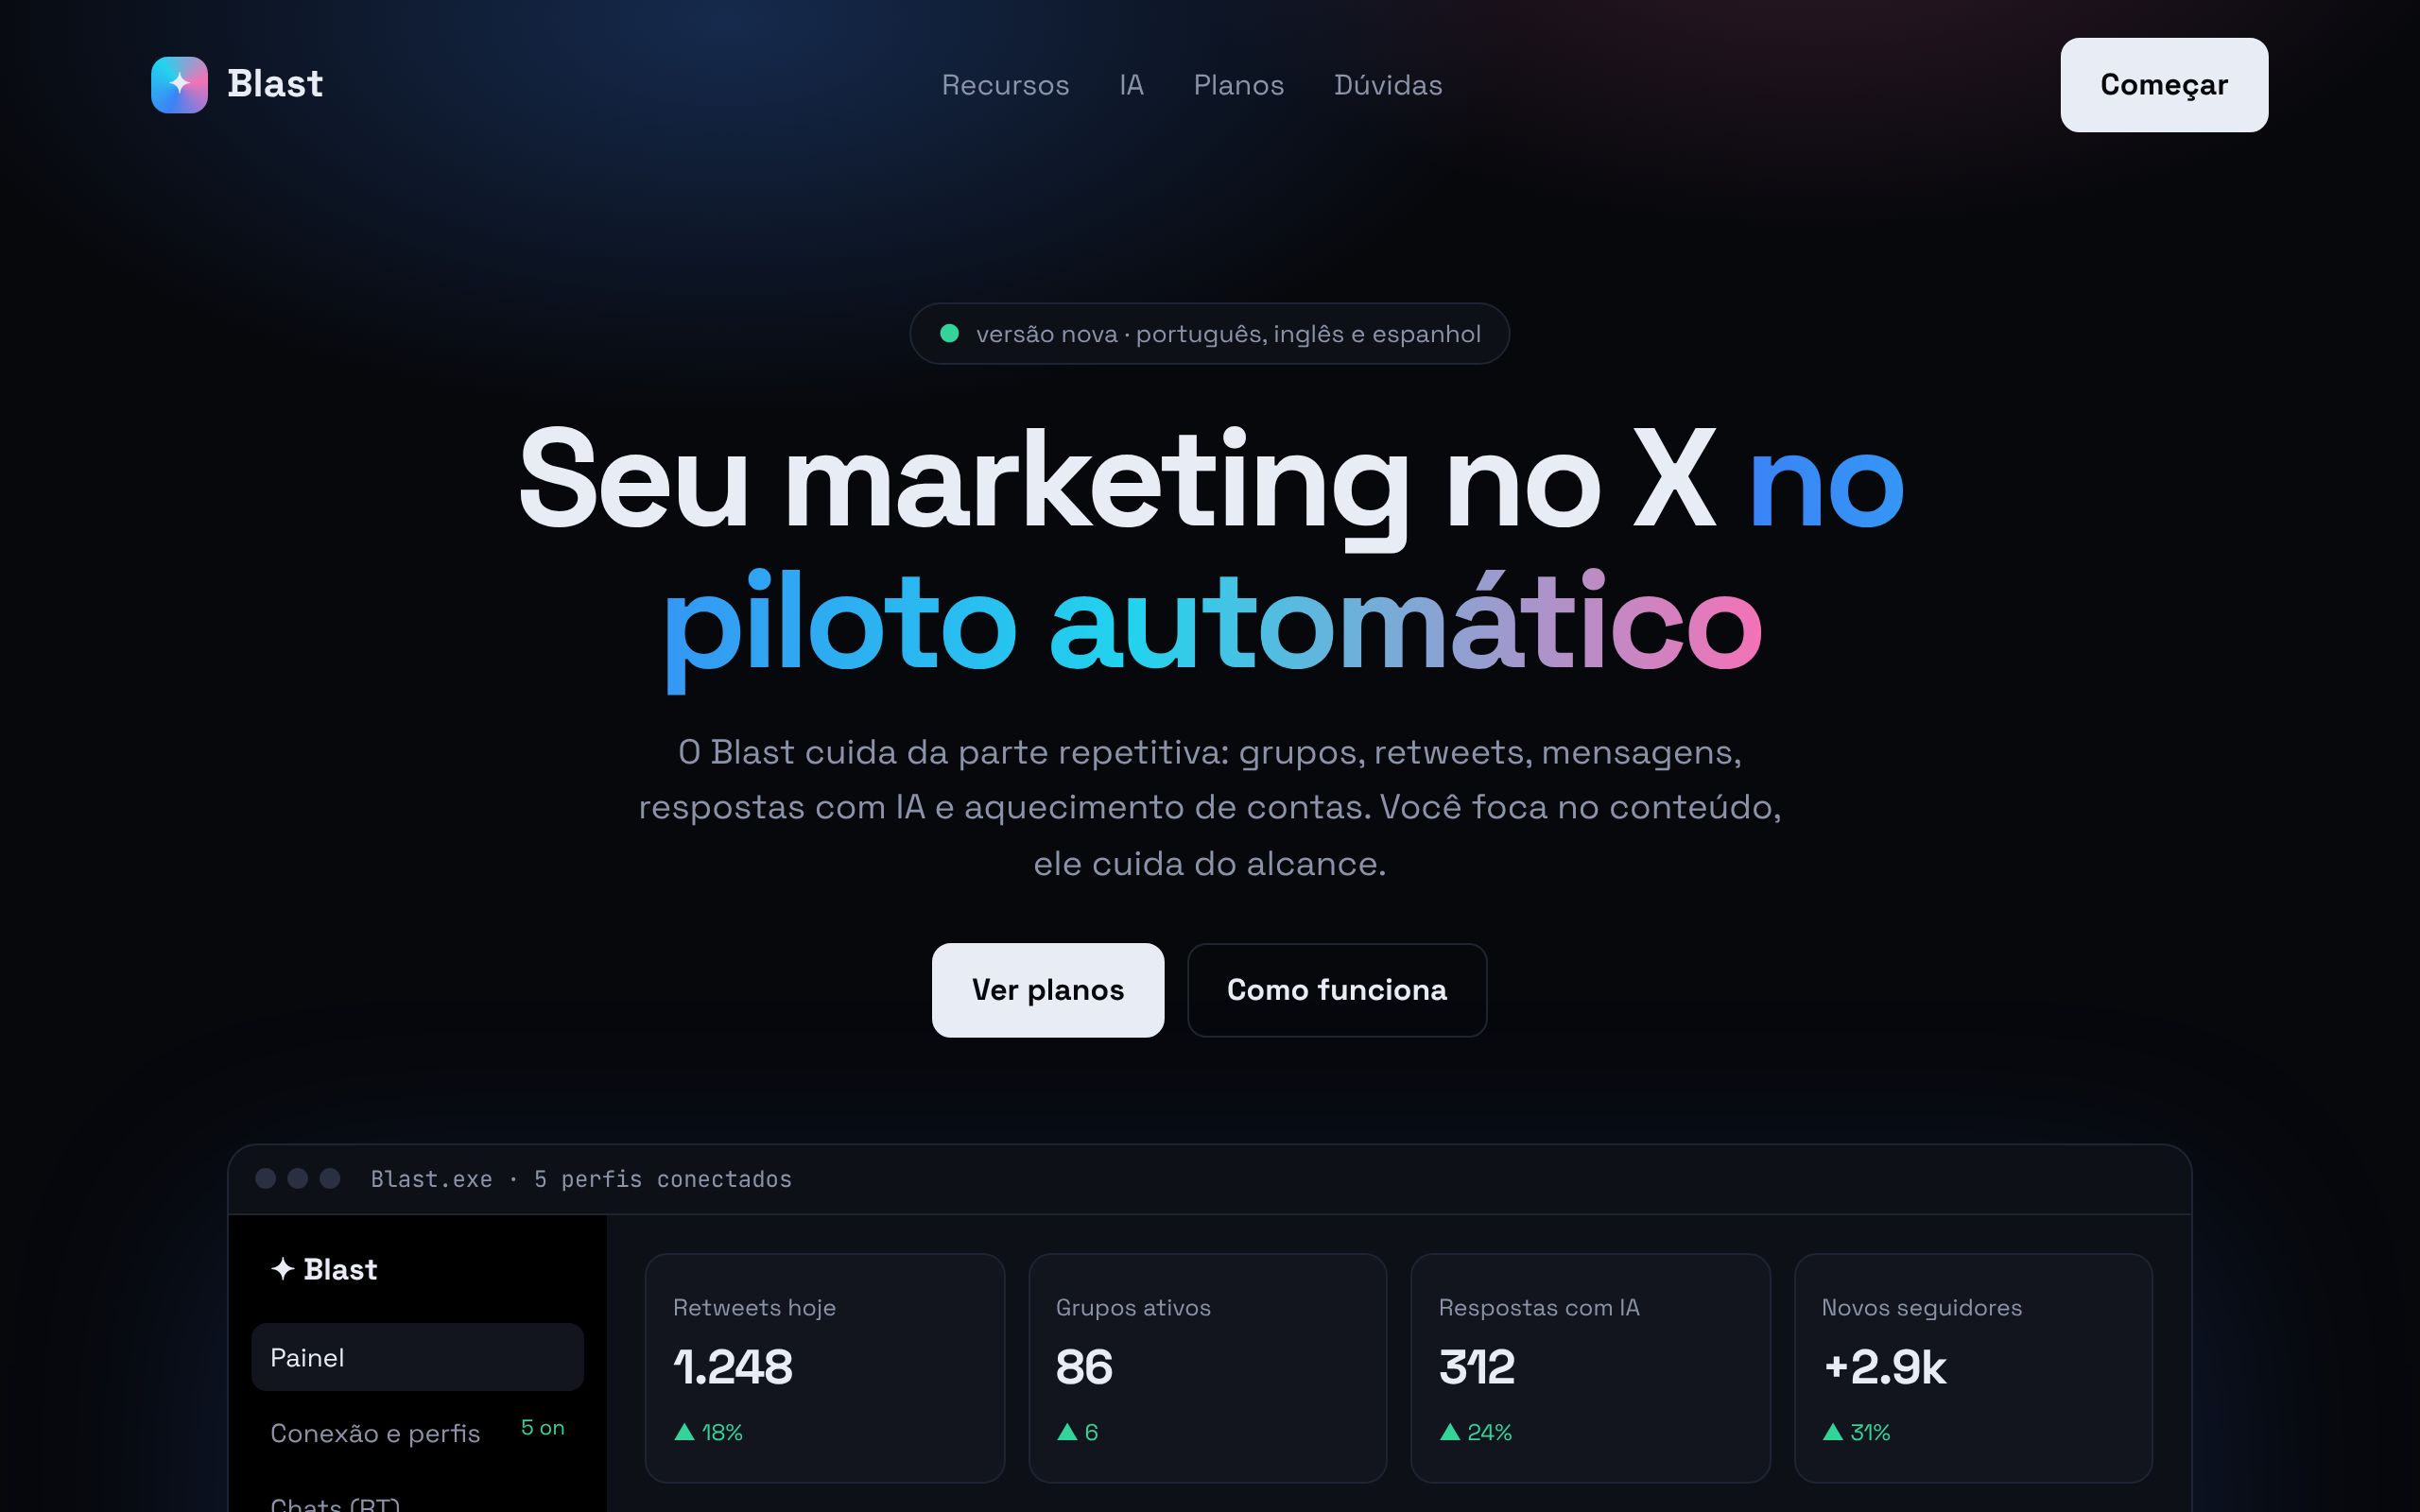 Blast
Recursos IA Planos Dúvidas
Começar
versão nova · português, inglês e espanhol
Seu marketing no X no
piloto automático
O Blast cuida da parte repetitiva: grupos, retweets, mensagens,
respostas com IA e aquecimento de contas. Você foca no conteúdo,
ele cuida do alcance.
Ver planos
Como funciona
Blast.exe · 5 perfis conectados
✦ Blast
Painel
Conexão e perfis 5 on
Chats (RT)
Retweets hoje
1.248
▲ 18%
Grupos ativos
86
▲ 6
Respostas com IA
312
▲ 24%
Novos seguidores
+2.9k
▲ 31%